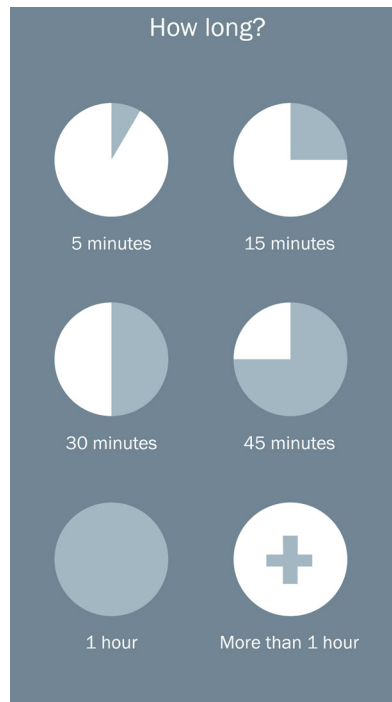 How long?
5 minutes
15 minutes
30 minutes
45 minutes
1 hour
More than 1 hour